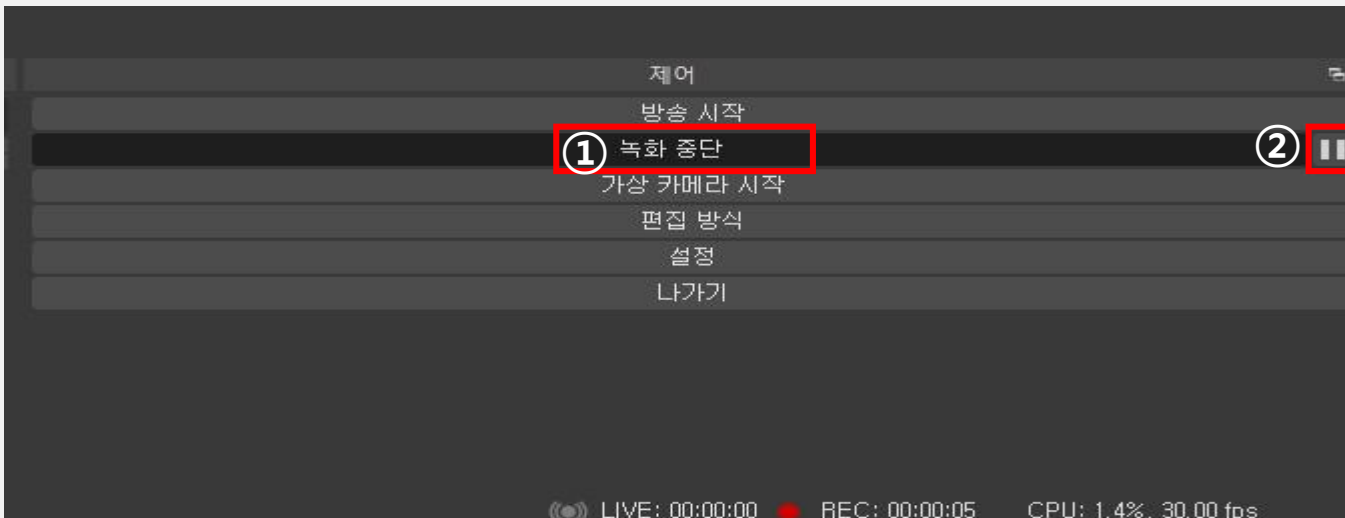 제어
방송 시작
① 녹화 중단 ②
가상 카메라 시작
편집 방식
설정
나가기
LIVE: 00:00:00 REC: 00:00:05 CPU: 1.4%, 30.00 fps